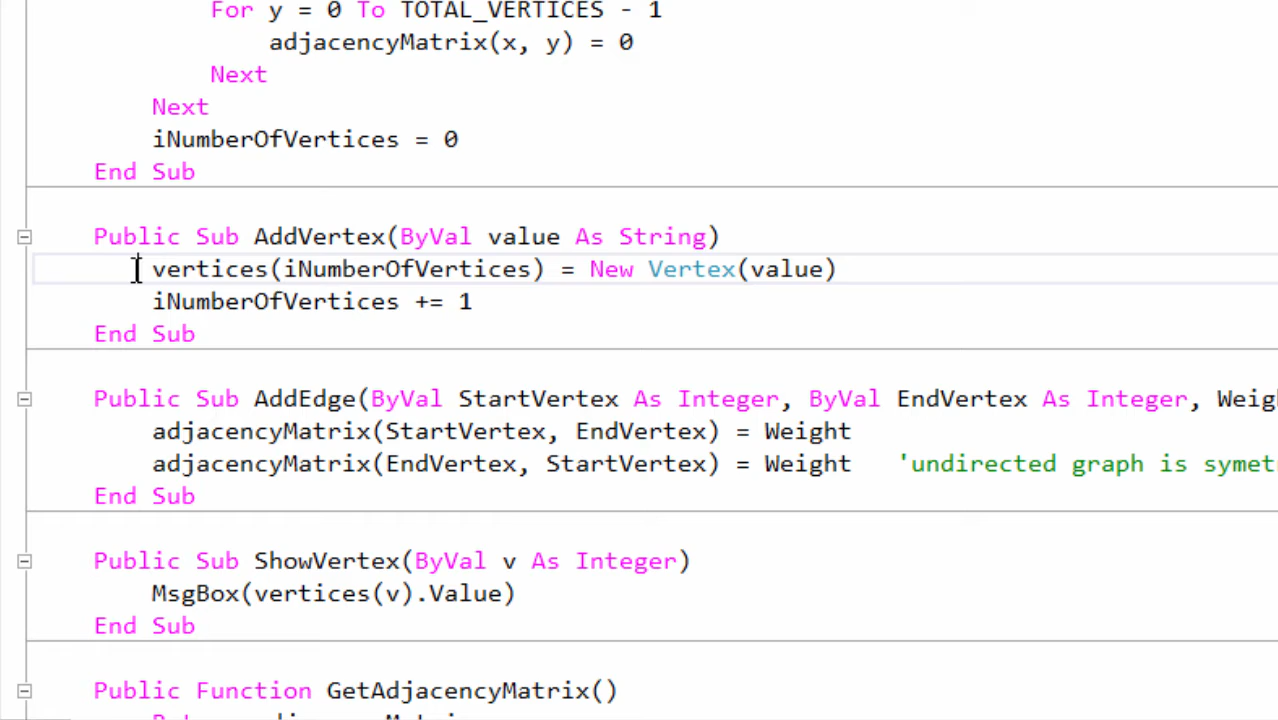 For y = 0 To TOTAL_VERTICES - 1
adjacencyMatrix(x, y) = 0
Next
Next
iNumberOfVertices = 0
End Sub
Public Sub AddVertex(ByVal value As String)
vertices(iNumberOfVertices) = New Vertex(value)
iNumberOfVertices += 1
End Sub
Public Sub AddEdge(ByVal StartVertex As Integer, ByVal EndVertex As Integer, Weig
adjacencyMatrix(StartVertex, EndVertex) = Weight
adjacencyMatrix(EndVertex, StartVertex) = Weight 'undirected graph is symet
End Sub
Public Sub ShowVertex(ByVal v As Integer)
MsgBox(vertices(v).Value)
End Sub
Public Function GetAdjacencyMatrix()